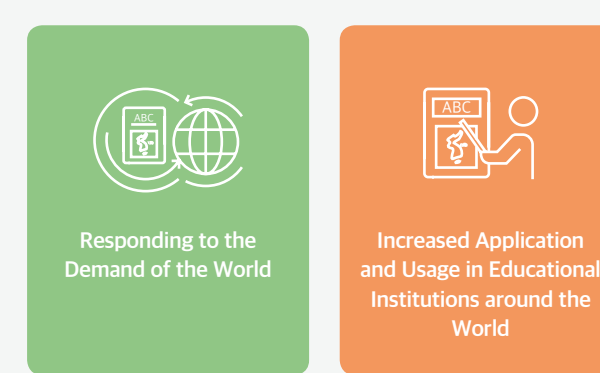 ABC
Responding to the
Demand of the World
ABC
Increased Application
and Usage in Educational
Institutions around the
World